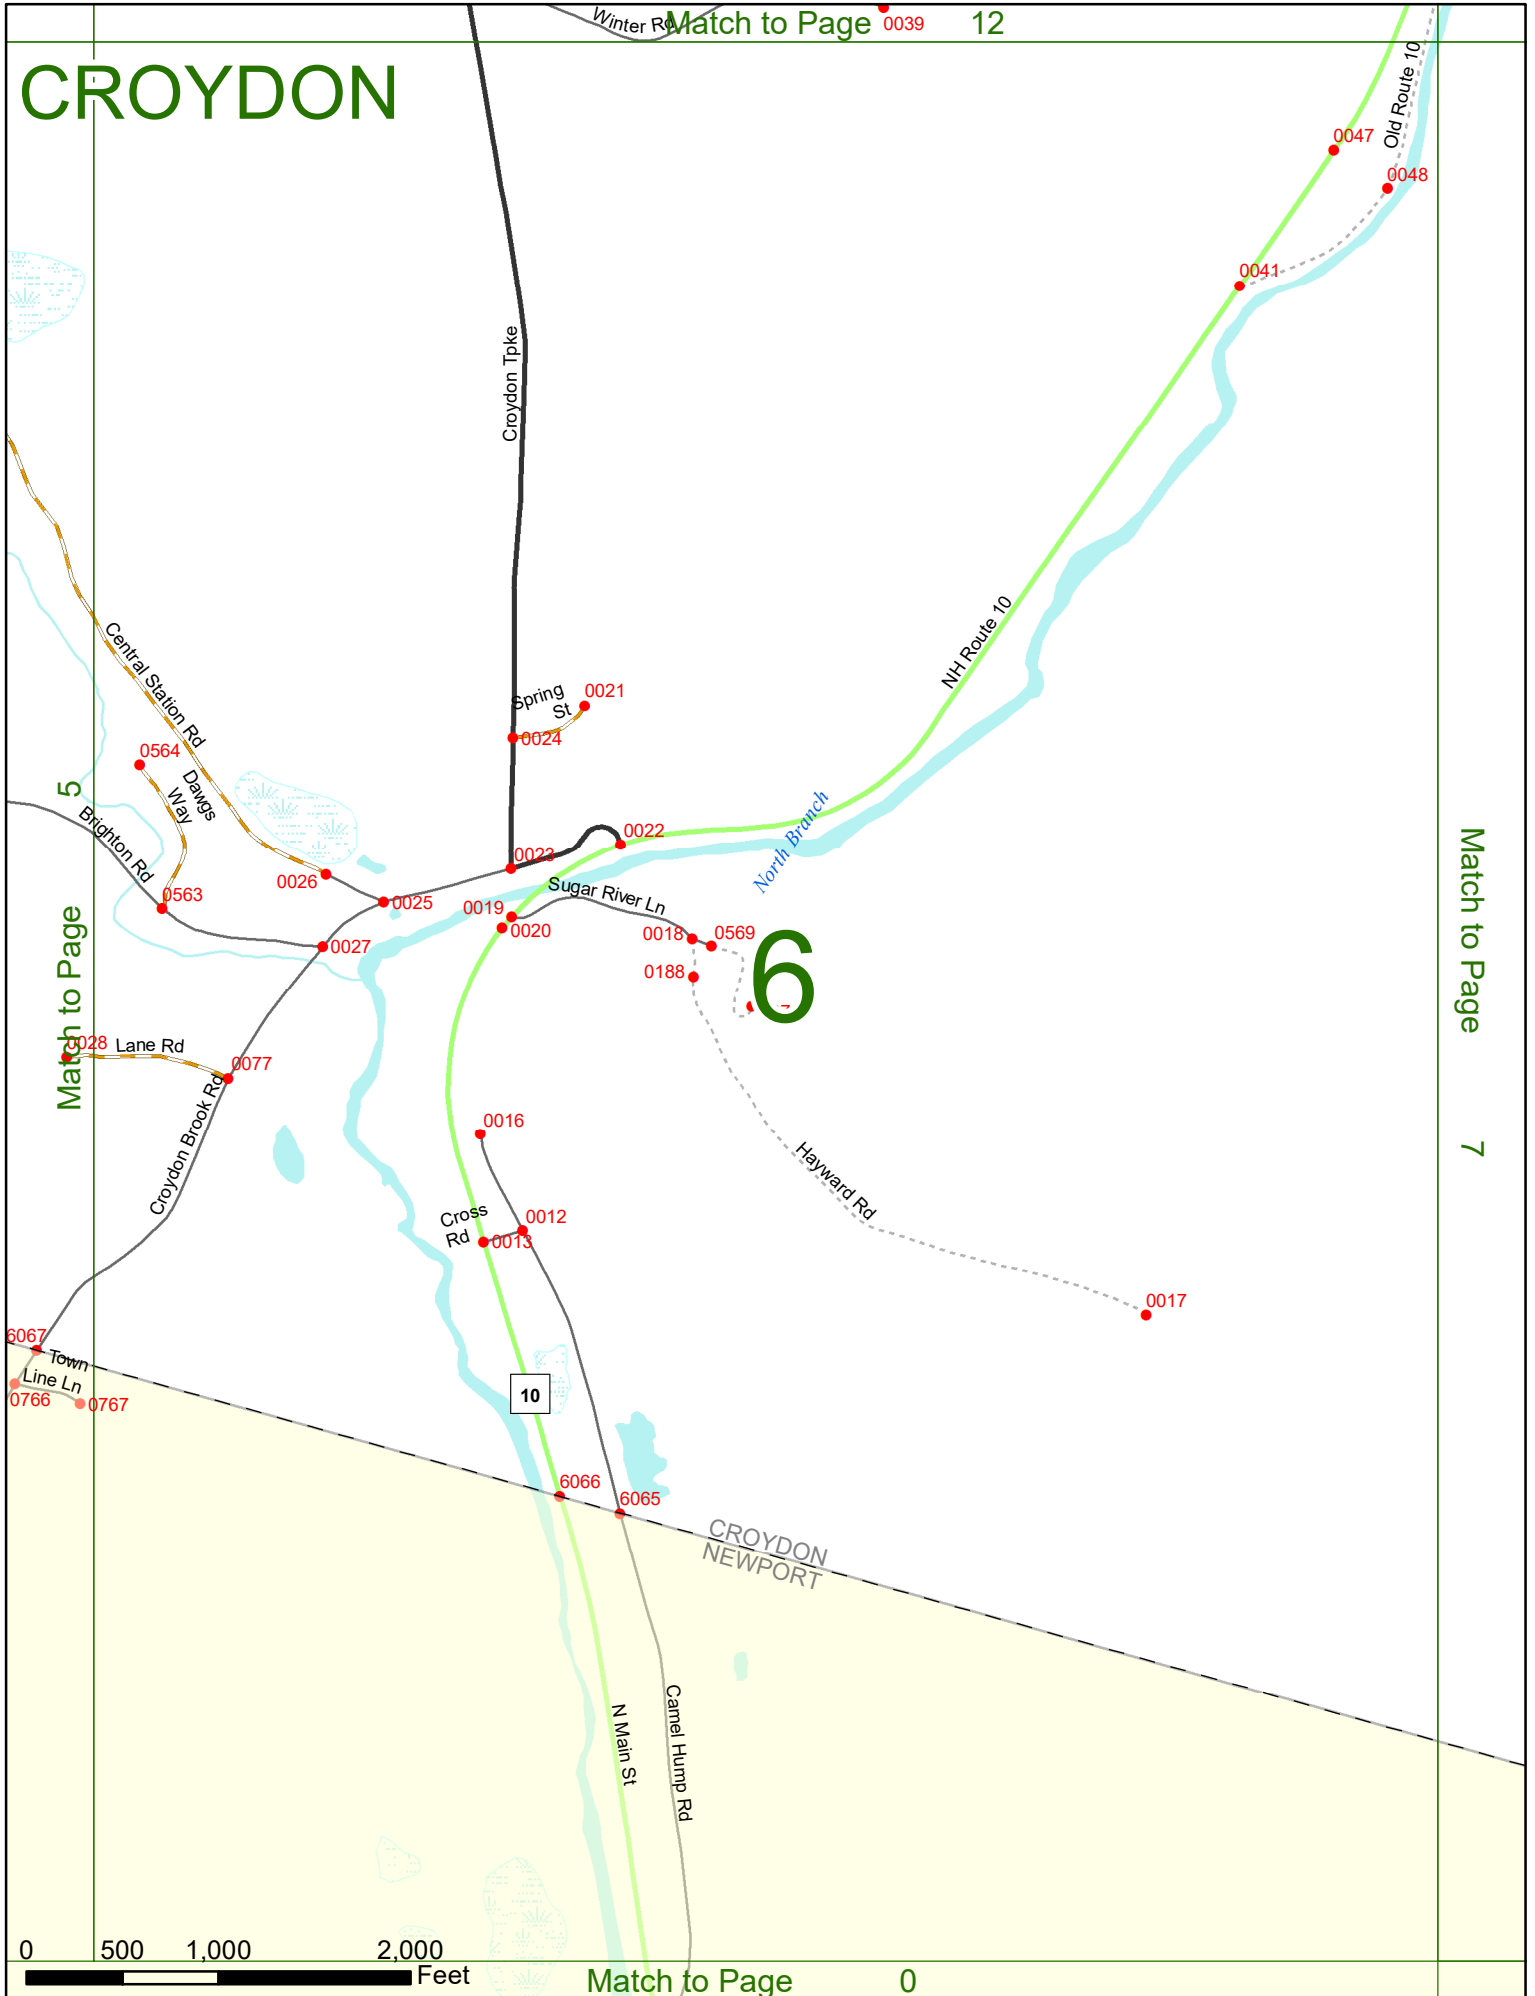 Winter Rd
Match to Page 12
0039
CROYDON
Old Route 10
0047
0048
0041
Croydon Tpke
NH Route 10
Central Station Rd
Spring
St
0021
0024
0564
Dawgs
Way
5
Match to Page
Brighton Rd
0022
0023
North Branch
Match to Page
7
0026
0563
0025
Sugar River Ln
0019
0020
0027
0018
0569
6
0188
0028
Lane Rd
0077
Croydon Brook Rd
0016
Hayward Rd
Cross
Rd
0012
0013
0017
6067
Town
Line Ln
0766
0767
10
6066
6065
CROYDON
NEWPORT
N Main St
Camel Hump Rd
0 500 1,000 2,000
Feet
Match to Page 0